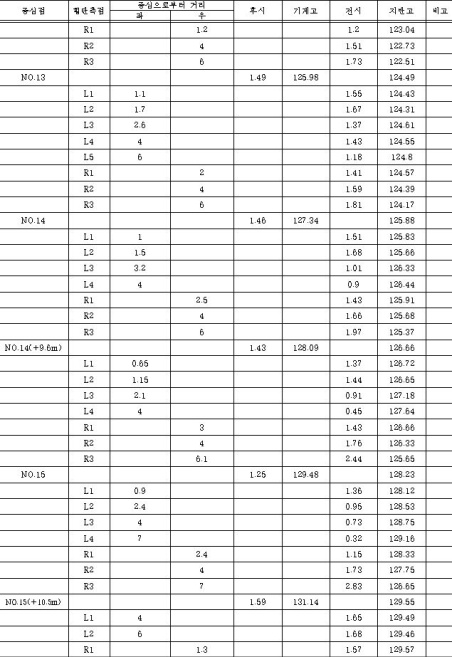 중심점 횡단측점 중심으로부터 거리 후시 기계고 전시 지반고 비고
좌 우
R1 1.2 1.2 123.04
R2 4 1.51 122.73
R3 6 1.73 122.51
NO.13 1.49 125.98 124.49
L1 1.1 1.55 124.43
L2 1.7 1.67 124.31
L3 2.6 1.37 124.61
L4 4 1.43 124.55
L5 6 1.18 124.8
R1 2 1.41 124.57
R2 4 1.59 124.39
R3 6 1.81 124.17
NO.14 1.46 127.34 125.88
L1 1 1.51 125.83
L2 1.5 1.68 125.66
L3 3.2 1.01 126.33
L4 4 0.9 126.44
R1 2.5 1.43 125.91
R2 4 1.66 125.68
R3 6 1.97 125.37
NO.14(+9.6m) 1.43 128.09 126.66
L1 0.65 1.37 126.72
L2 1.15 1.44 126.65
L3 2.1 0.91 127.18
L4 4 0.45 127.64
R1 3 1.43 126.66
R2 4 1.76 126.33
R3 6.1 2.44 125.65
NO.15 1.25 129.48 128.23
L1 0.9 1.36 128.12
L2 2.4 0.95 128.53
L3 4 0.73 128.75
L4 7 0.32 129.16
R1 2.4 1.15 128.33
R2 4 1.73 127.75
R3 7 2.83 126.65
NO.15(+10.5m) 1.59 131.14 129.55
L1 4 1.65 129.49
L2 6 1.68 129.46
R1 1.3 1.57 129.57